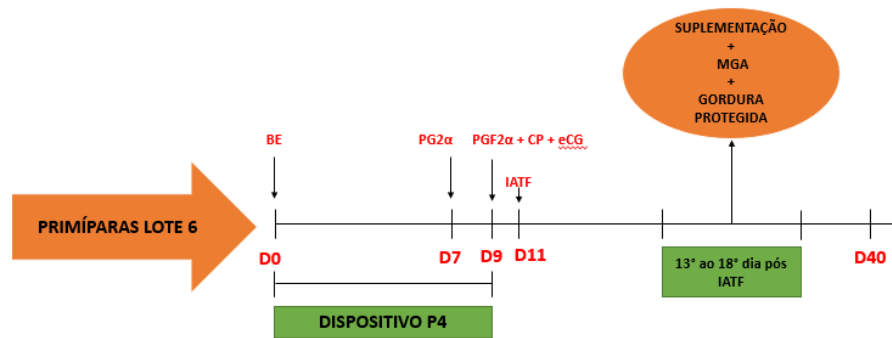 SUPLEMENTAÇÃO
+
MGA
+
GORDURA
PROTEGIDA
BE
PG2α
PGF2α + CP + eCG
IATF
PRIMÍPARAS LOTE 6
D0
D7
D9
D11
13° ao 18° dia pós
IATF
D40
DISPOSITIVO P4